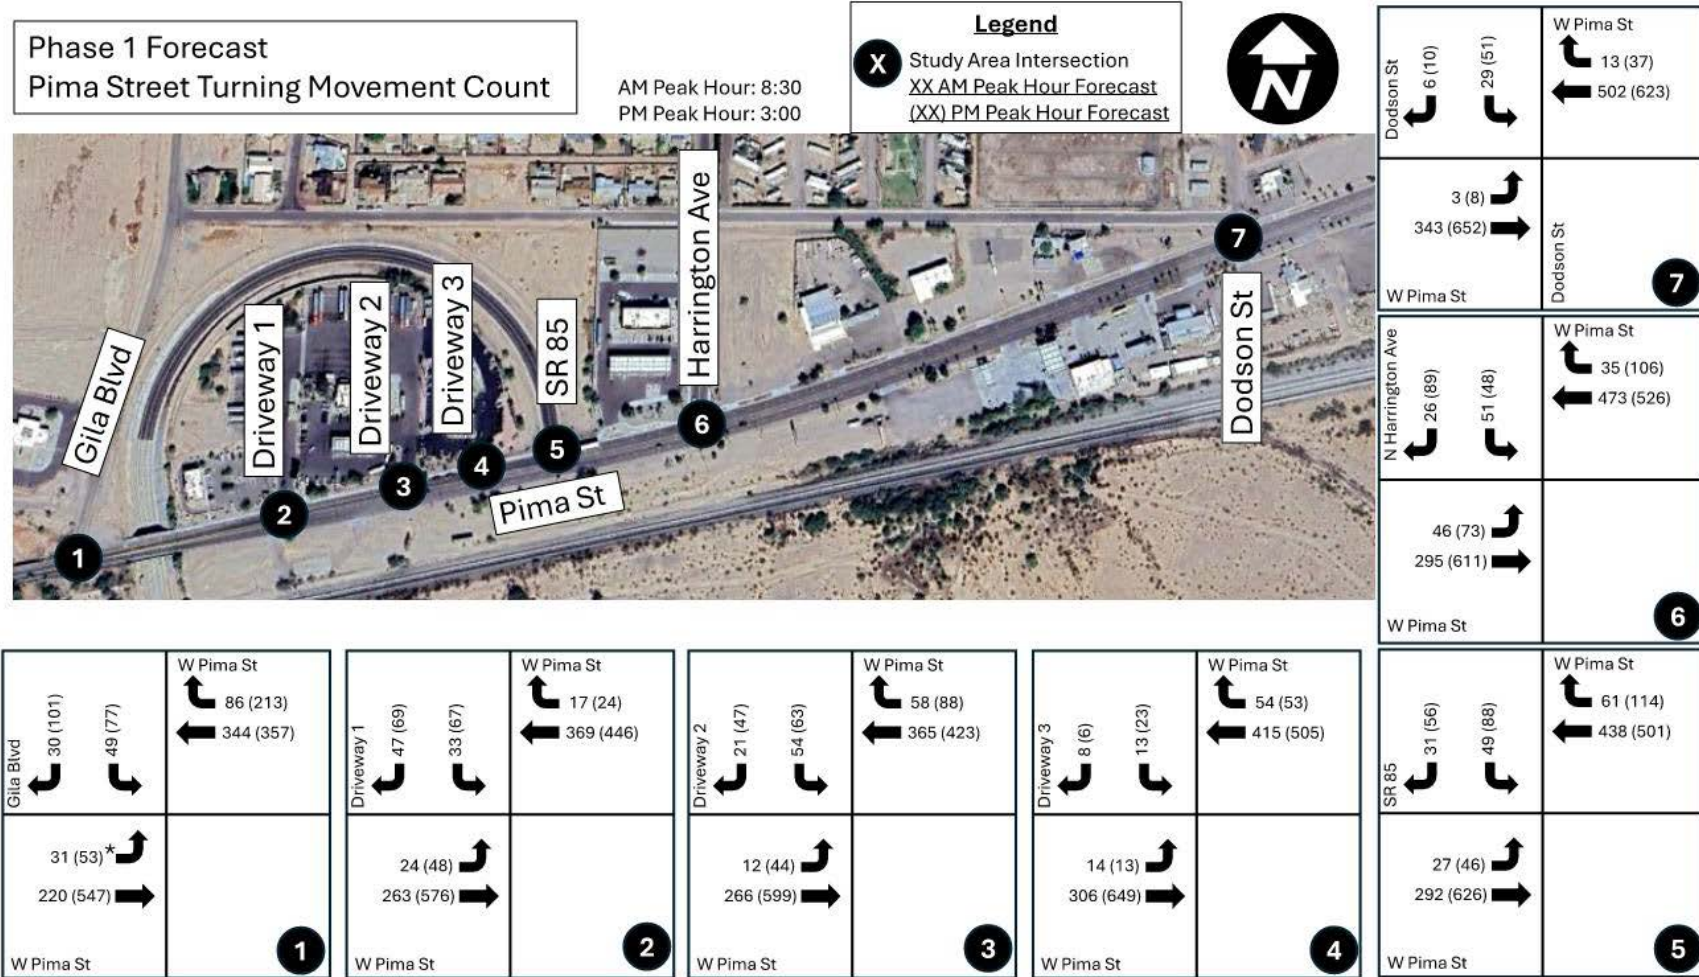 Phase 1 Forecast
Pima Street Turning Movement Count
AM Peak Hour: 8:30
PM Peak Hour: 3:00
Legend
X Study Area Intersection
XX AM Peak Hour Forecast
(XX) PM Peak Hour Forecast
N
Gila Blvd
Driveway 1
Driveway 2
Driveway 3
SR 85
Harrington Ave
Dodson St
Pima St
1
2
3
4
5
6
7
Dodson St
6 (10)
29 (51)
W Pima St
13 (37)
502 (623)
3 (8)
343 (652)
W Pima St
Dodson St
7
N Harrington Ave
26 (89)
51 (48)
W Pima St
35 (106)
473 (526)
46 (73)
295 (611)
W Pima St
6
Gila Blvd
30 (101)
49 (77)
W Pima St
86 (213)
344 (357)
31 (53)*
220 (547)
W Pima St
1
Driveway 1
47 (69)
33 (67)
W Pima St
17 (24)
369 (446)
24 (48)
263 (576)
W Pima St
2
Driveway 2
21 (47)
54 (63)
W Pima St
58 (88)
365 (423)
12 (44)
266 (599)
W Pima St
3
Driveway 3
8 (6)
13 (23)
W Pima St
54 (53)
415 (505)
14 (13)
306 (649)
W Pima St
4
SR 85
31 (56)
49 (88)
W Pima St
61 (114)
438 (501)
27 (46)
292 (626)
W Pima St
5